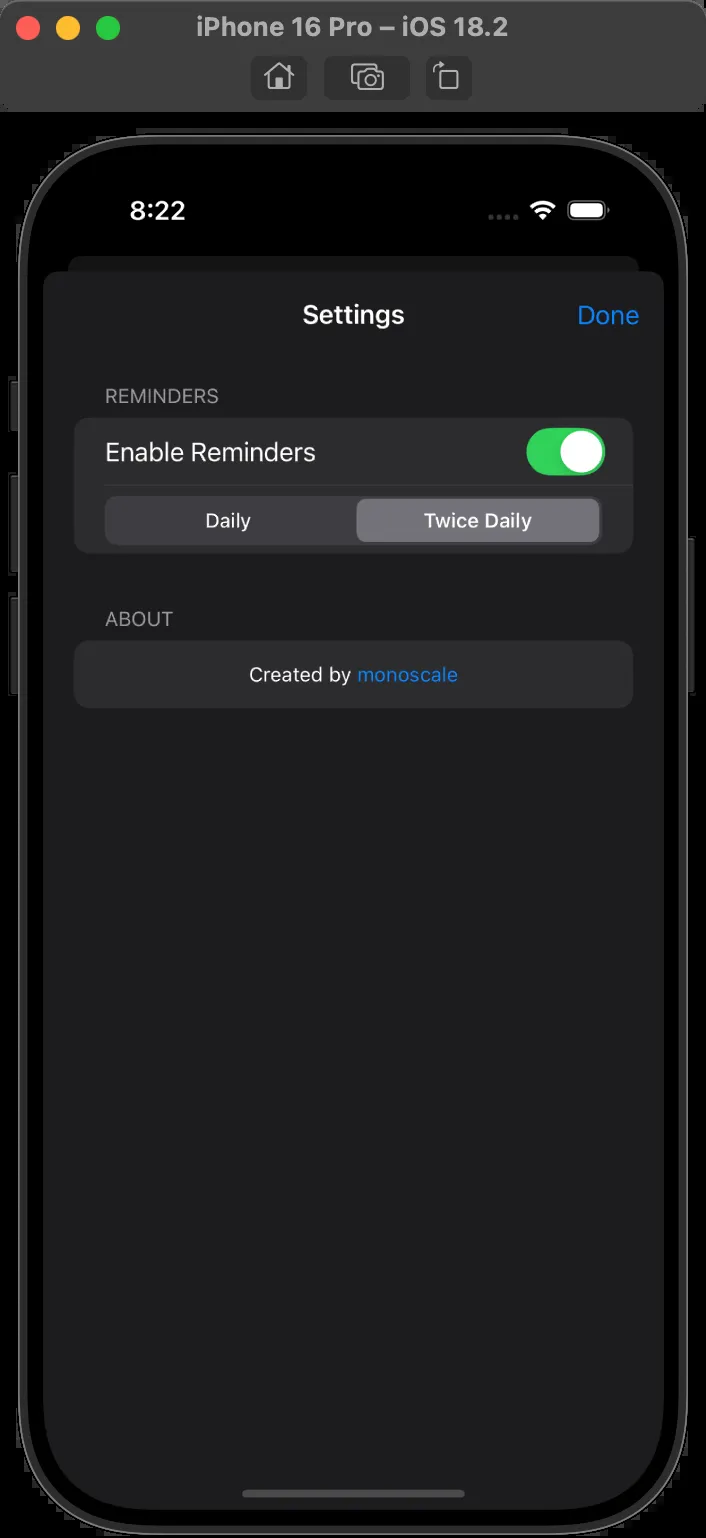 iPhone 16 Pro – iOS 18.2
8:22
Settings
Done
REMINDERS
Enable Reminders
Daily
Twice Daily
ABOUT
Created by monoscale